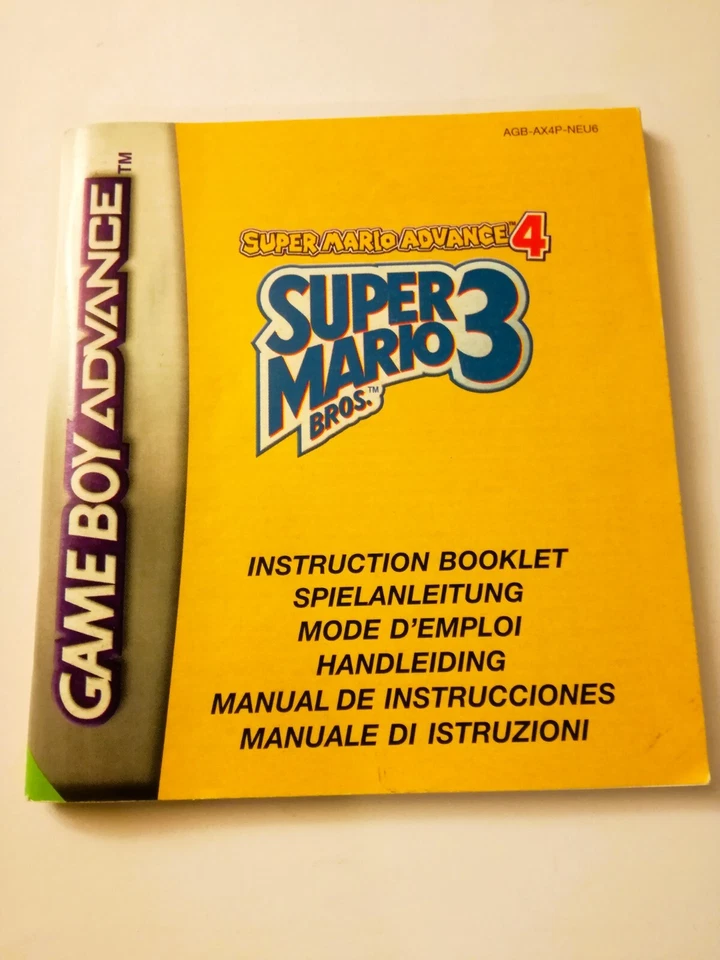 AGB-AX4P-NEU6
GAME BOY ADVANCE™
SUPER MARIO ADVANCE™4
SUPER
MARIO 3
BROS.™
INSTRUCTION BOOKLET
SPIELANLEITUNG
MODE D'EMPLOI
HANDLEIDING
MANUAL DE INSTRUCCIONES
MANUALE DI ISTRUZIONI